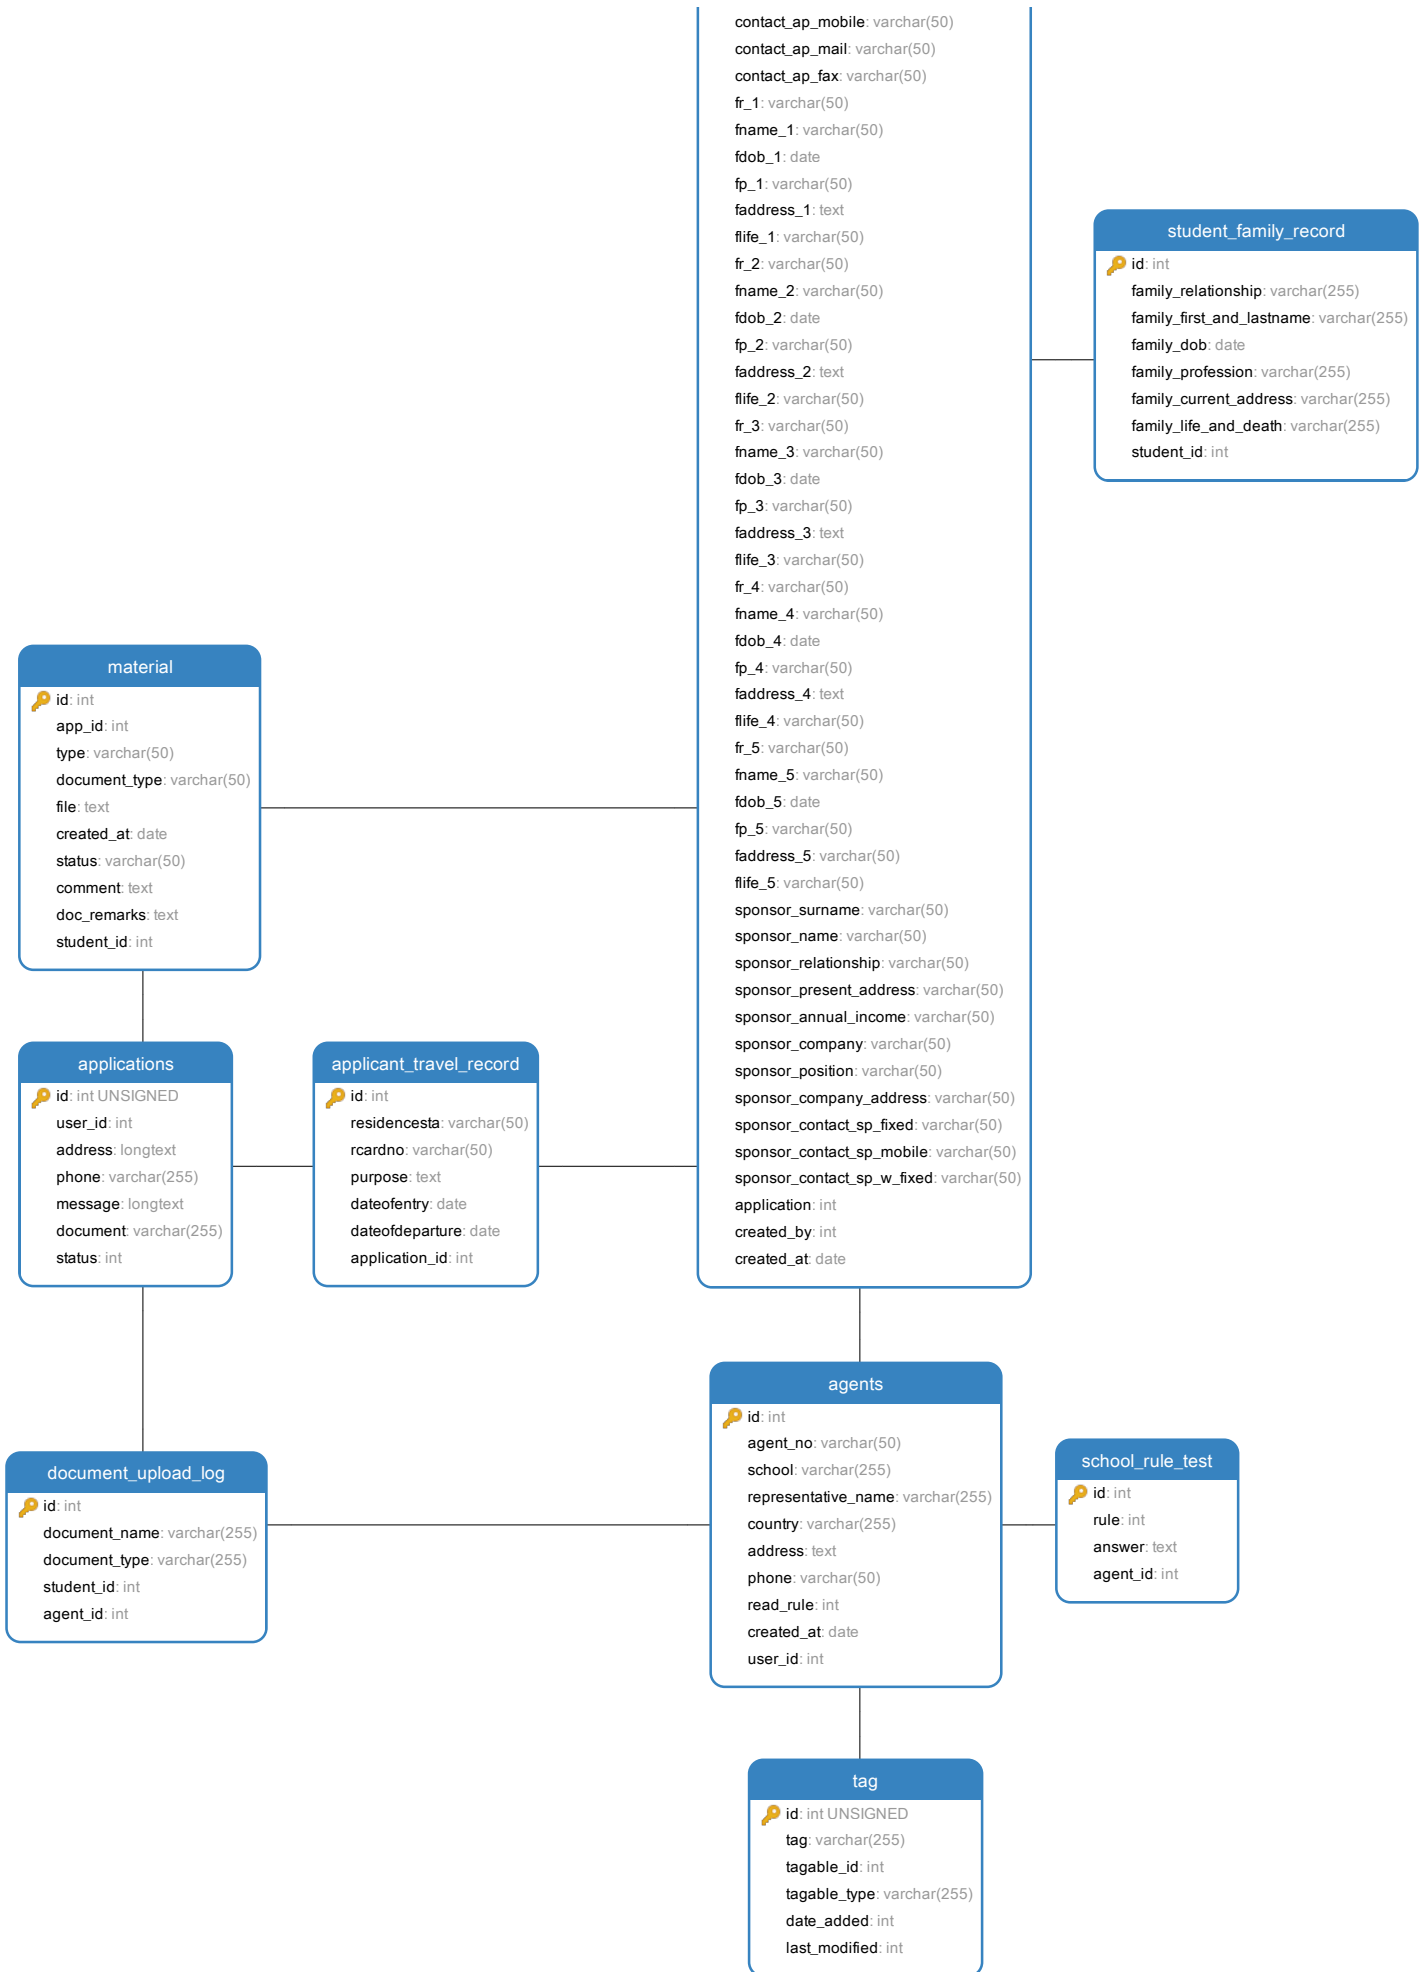 contact_ap_mobile: varchar(50)
contact_ap_mail: varchar(50)
contact_ap_fax: varchar(50)
fr_1: varchar(50)
fname_1: varchar(50)
fdob_1: date
fp_1: varchar(50)
faddress_1: text
flife_1: varchar(50)
fr_2: varchar(50)
fname_2: varchar(50)
fdob_2: date
fp_2: varchar(50)
faddress_2: text
flife_2: varchar(50)
fr_3: varchar(50)
fname_3: varchar(50)
fdob_3: date
fp_3: varchar(50)
faddress_3: text
flife_3: varchar(50)
fr_4: varchar(50)
fname_4: varchar(50)
fdob_4: date
fp_4: varchar(50)
faddress_4: text
flife_4: varchar(50)
fr_5: varchar(50)
fname_5: varchar(50)
fdob_5: date
fp_5: varchar(50)
faddress_5: varchar(50)
flife_5: varchar(50)
sponsor_surname: varchar(50)
sponsor_name: varchar(50)
sponsor_relationship: varchar(50)
sponsor_present_address: varchar(50)
sponsor_annual_income: varchar(50)
sponsor_company: varchar(50)
sponsor_position: varchar(50)
sponsor_company_address: varchar(50)
sponsor_contact_sp_fixed: varchar(50)
sponsor_contact_sp_mobile: varchar(50)
sponsor_contact_sp_w_fixed: varchar(50)
application: int
created_by: int
created_at: date
student_family_record
id: int
family_relationship: varchar(255)
family_first_and_lastname: varchar(255)
family_dob: date
family_profession: varchar(255)
family_current_address: varchar(255)
family_life_and_death: varchar(255)
student_id: int
material
id: int
app_id: int
type: varchar(50)
document_type: varchar(50)
file: text
created_at: date
status: varchar(50)
comment: text
doc_remarks: text
student_id: int
applications
id: int UNSIGNED
user_id: int
address: longtext
phone: varchar(255)
message: longtext
document: varchar(255)
status: int
applicant_travel_record
id: int
residencesta: varchar(50)
rcardno: varchar(50)
purpose: text
dateofentry: date
dateofdeparture: date
application_id: int
document_upload_log
id: int
document_name: varchar(255)
document_type: varchar(255)
student_id: int
agent_id: int
agents
id: int
agent_no: varchar(50)
school: varchar(255)
representative_name: varchar(255)
country: varchar(255)
address: text
phone: varchar(50)
read_rule: int
created_at: date
user_id: int
school_rule_test
id: int
rule: int
answer: text
agent_id: int
tag
id: int UNSIGNED
tag: varchar(255)
tagable_id: int
tagable_type: varchar(255)
date_added: int
last_modified: int